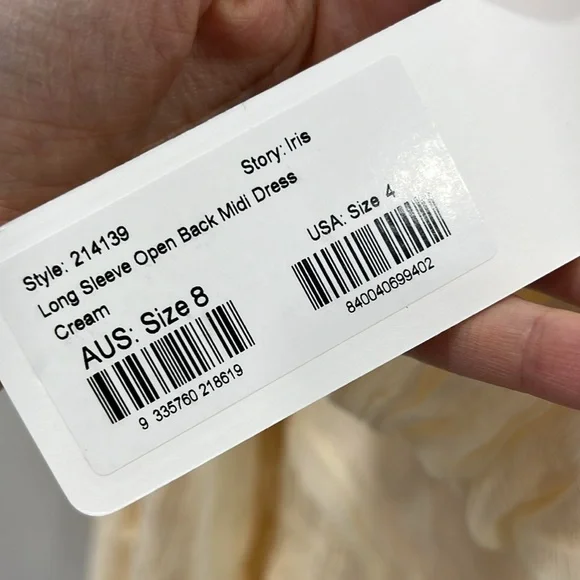 Story: Iris
Style: 214139
Long Sleeve Open Back Midi Dress
Cream
AUS: Size 8
9 335760 218619
USA: Size 4
840040699402